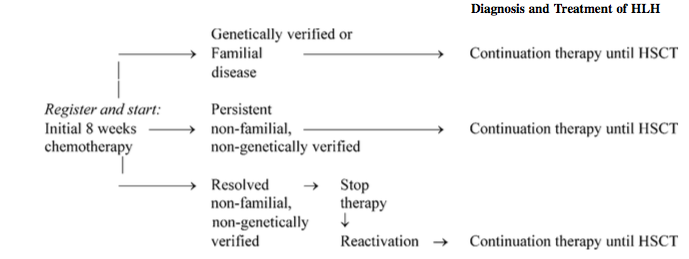 Diagnosis and Treatment of HLH
Genetically verified or
Familial
disease
Continuation therapy until HSCT
Register and start:
Initial 8 weeks
chemotherapy
Persistent
non-familial,
non-genetically verified
Continuation therapy until HSCT
Resolved
non-familial,
non-genetically
verified
Stop
therapy
Reactivation
Continuation therapy until HSCT